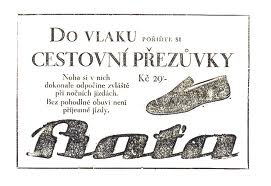 DO VLAKU POŘIĎTE SI
CESTOVNÍ PŘEZŮVKY
Noha si v nich
dokonale odpočine zvláště
při nočních jízdách.
Bez pohodlné obuvi není
příjemné jízdy.
Kč 29·-
Baťa